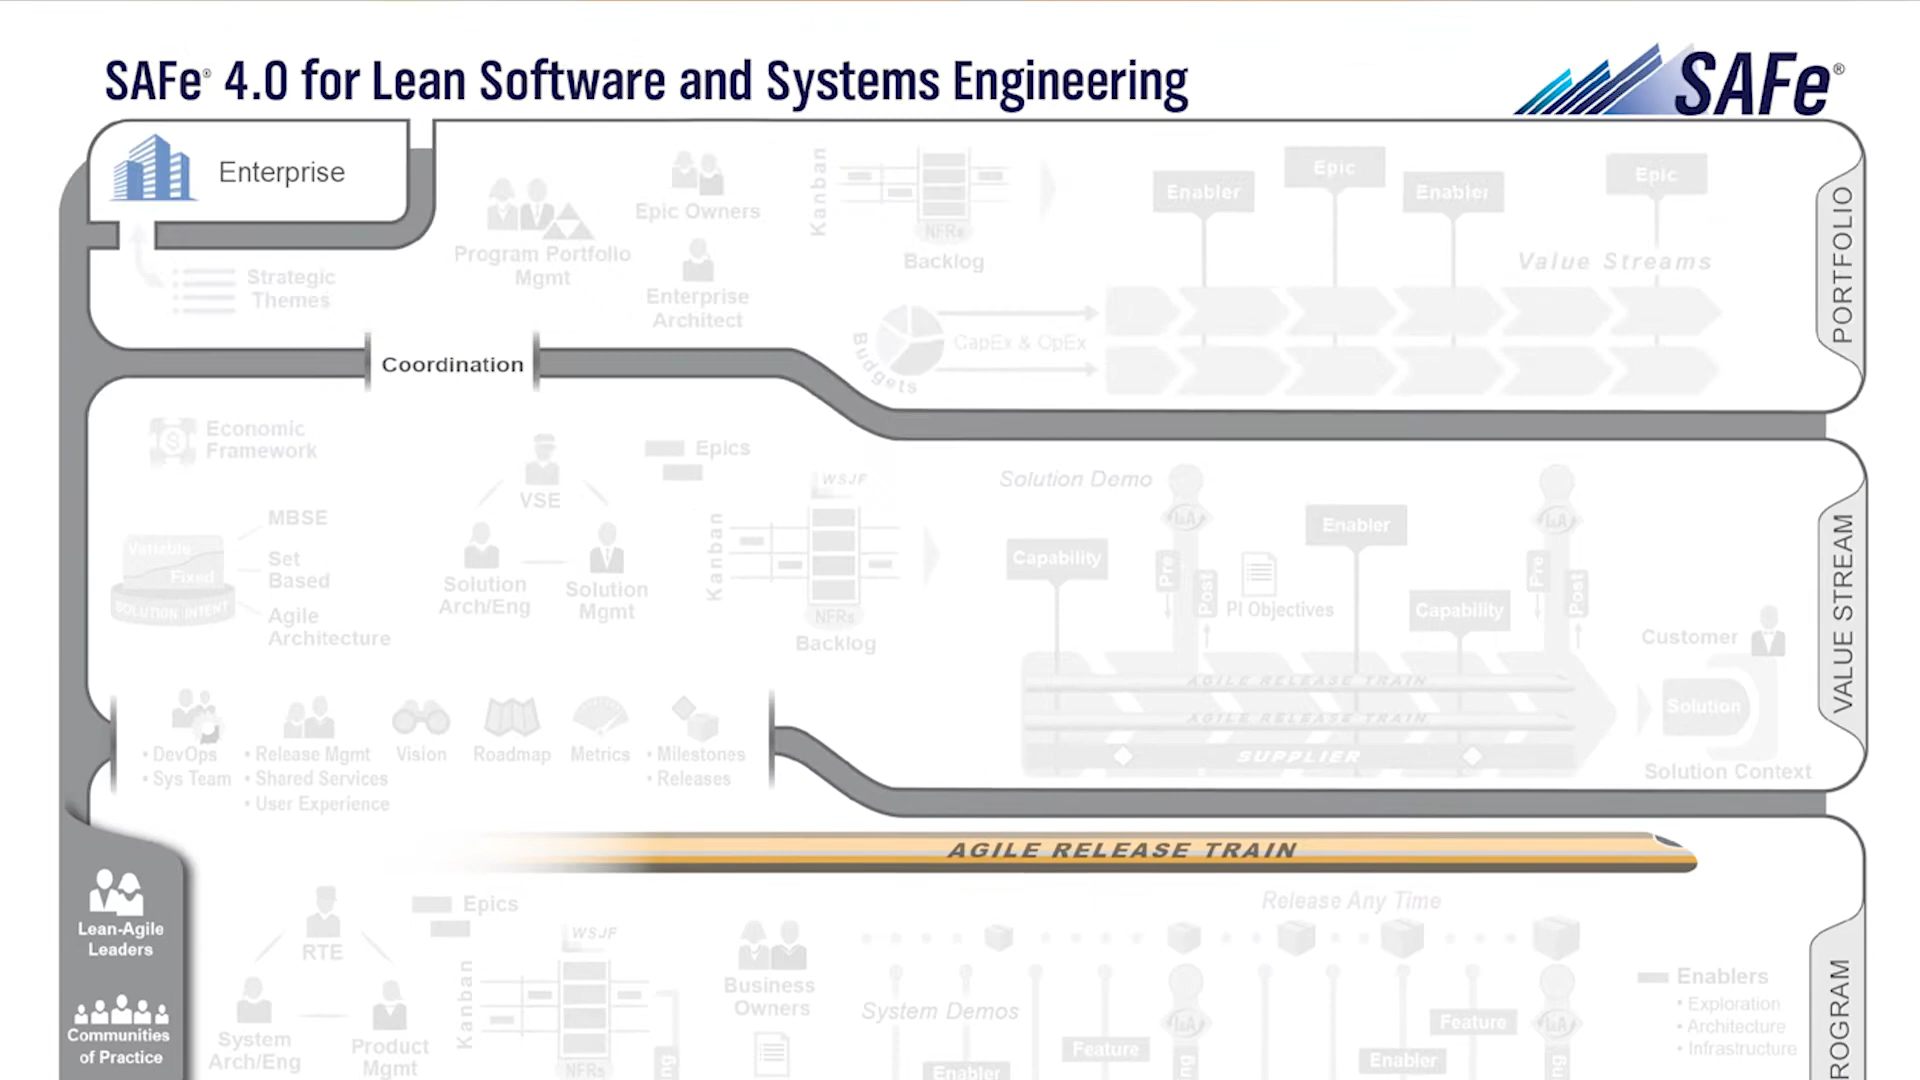 SAFe® 4.0 for Lean Software and Systems Engineering
SAFe®
Enterprise
Strategic
Themes
Program Portfolio
Mgmt
Epic Owners
Enterprise
Architect
Kanban
NFRs
Backlog
Budgets
CapEx & OpEx
Enabler
Epic
Enabler
Epic
Value Streams
PORTFOLIO
Coordination
Economic
Framework
MBSE
Set
Based
Agile
Architecture
Variable
Fixed
SOLUTION INTENT
VSE
Solution
Arch/Eng
Solution
Mgmt
Epics
Kanban
WSJF
NFRs
Backlog
Solution Demo
Capability
Pre
Post
I&A
PI Objectives
Enabler
Capability
I&A
Pre
Post
Customer
AGILE RELEASE TRAIN
AGILE RELEASE TRAIN
SUPPLIER
Solution
Solution Context
VALUE STREAM
• DevOps
• Sys Team
• Release Mgmt
• Shared Services
• User Experience
Vision
Roadmap
Metrics
• Milestones
• Releases
AGILE RELEASE TRAIN
Lean-Agile
Leaders
Communities
of Practice
RTE
System
Arch/Eng
Product
Mgmt
Epics
Kanban
WSJF
NFRs
Business
Owners
Release Any Time
System Demos
Feature
Enabler
I&A
Feature
Enabler
I&A
Enablers
• Exploration
• Architecture
• Infrastructure